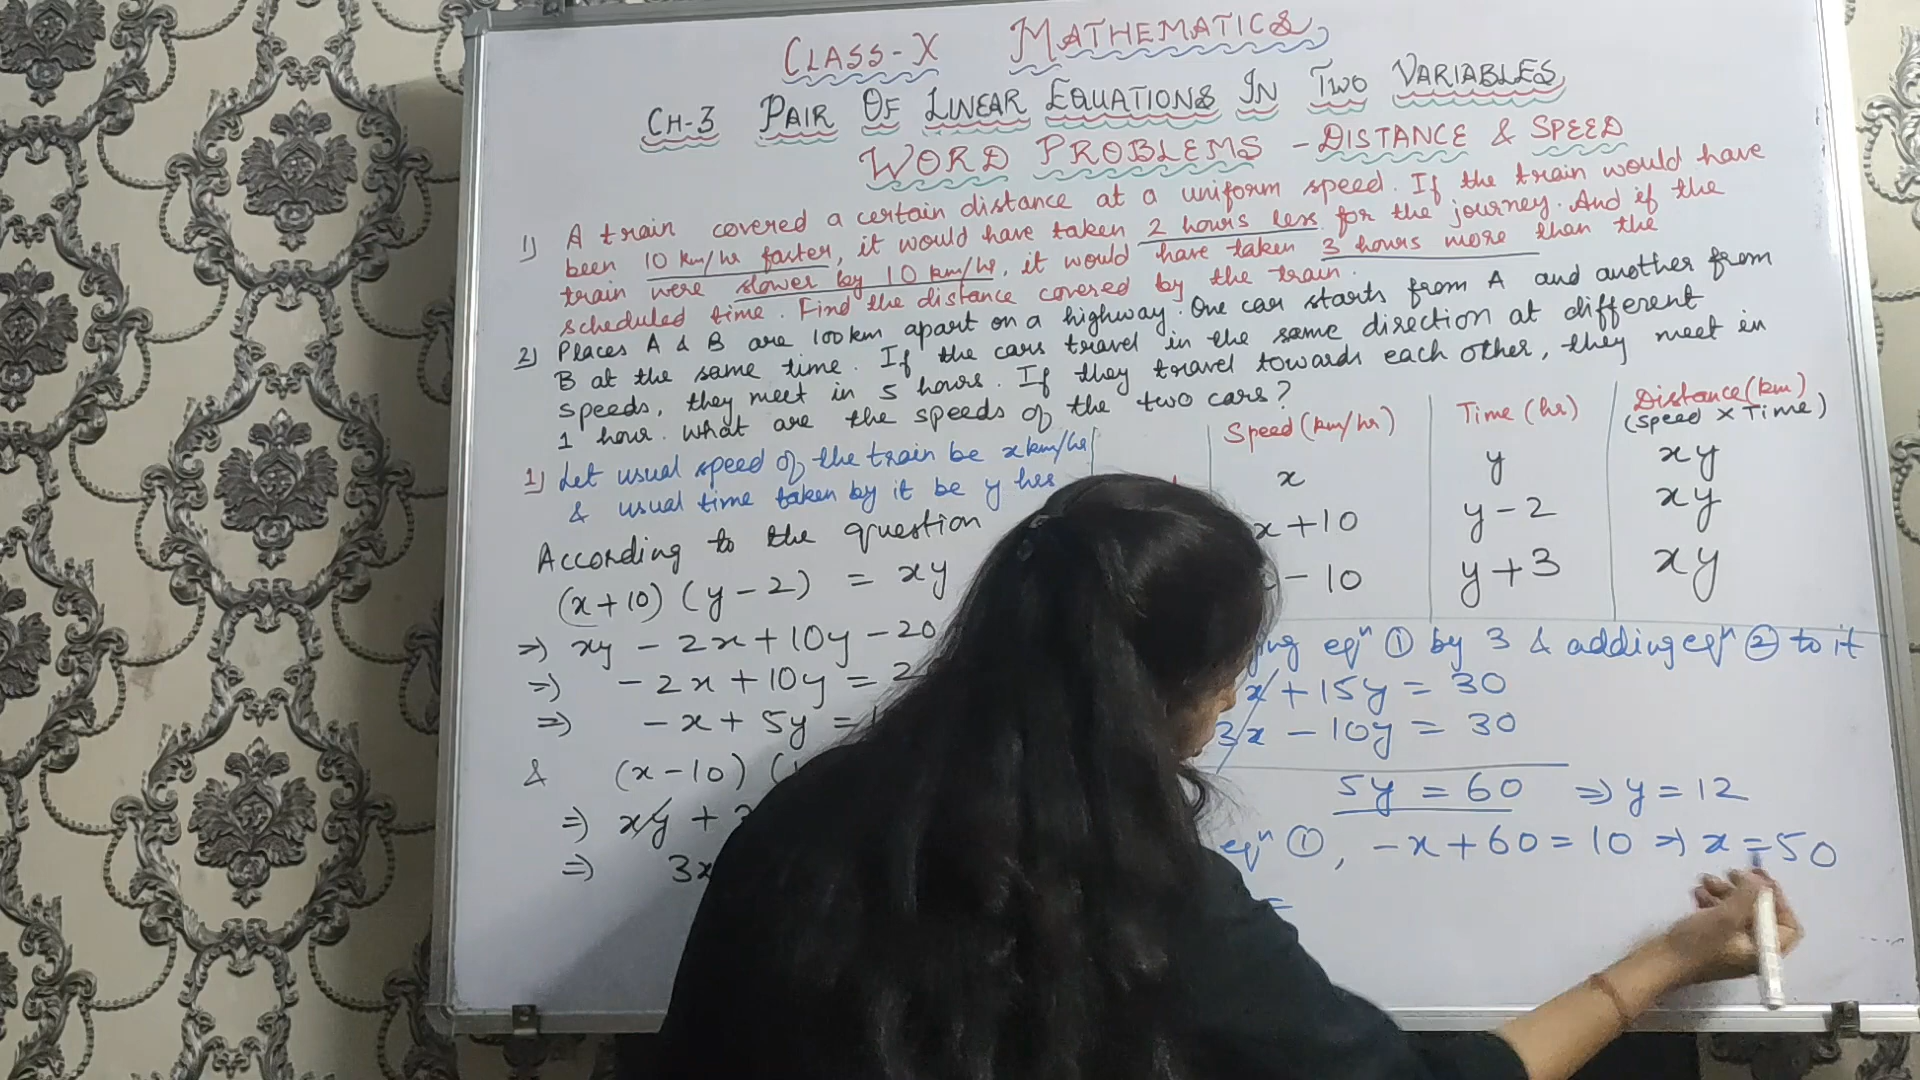 CLASS-X MATHEMATICS
CH-3 PAIR OF LINEAR EQUATIONS IN TWO VARIABLES
WORD PROBLEMS - DISTANCE & SPEED
1) A train covered a certain distance at a uniform speed. If the train would have
been 10 km/hr faster, it would have taken 2 hours less for the journey. And if the
train were slower by 10 km/hr, it would have taken 3 hours more than the
scheduled time. Find the distance covered by the train.
2) Places A & B are 100 km apart on a highway. One car starts from A and another from
B at the same time. If the cars travel in the same direction at different
speeds, they meet in 5 hours. If they travel towards each other, they meet in
1 hour. What are the speeds of the two cars?
1) Let usual speed of the train be x km/hr
& usual time taken by it be y hrs
According to the question
(x+10) (y-2) = xy
⇒) xy - 2x + 10y - 20
⇒) -2x + 10y = 2
⇒) -x + 5y =
& (x-10) (
⇒) xy +
⇒) 3x
Speed (km/hr) Time (hr) Distance (km)
(Speed × Time)
x y xy
x+10 y-2 xy
-10 y+3 xy
eqⁿ ① by 3 & adding eqⁿ ② to it
x + 15y = 30
3x - 10y = 30
5y = 60 ⇒ y = 12
eqⁿ ①, -x + 60 = 10 ⇒ x = 50
=